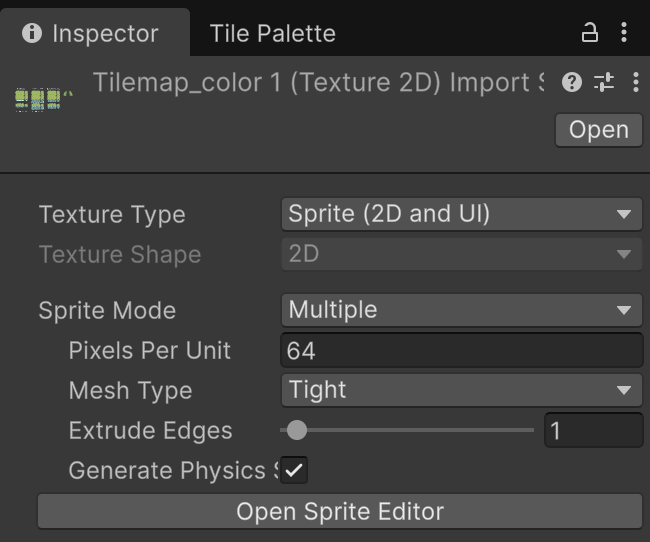 Inspector Tile Palette
Tilemap_color 1 (Texture 2D) Import S
Open
Texture Type Sprite (2D and UI)
Texture Shape 2D
Sprite Mode Multiple
Pixels Per Unit 64
Mesh Type Tight
Extrude Edges 1
Generate Physics S
Open Sprite Editor